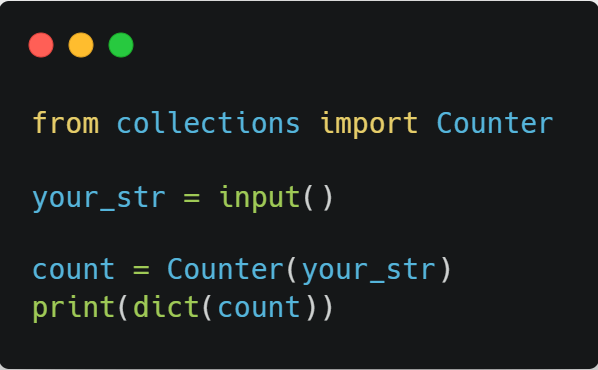 from collections import Counter
your_str = input()
count = Counter(your_str)
print(dict(count))